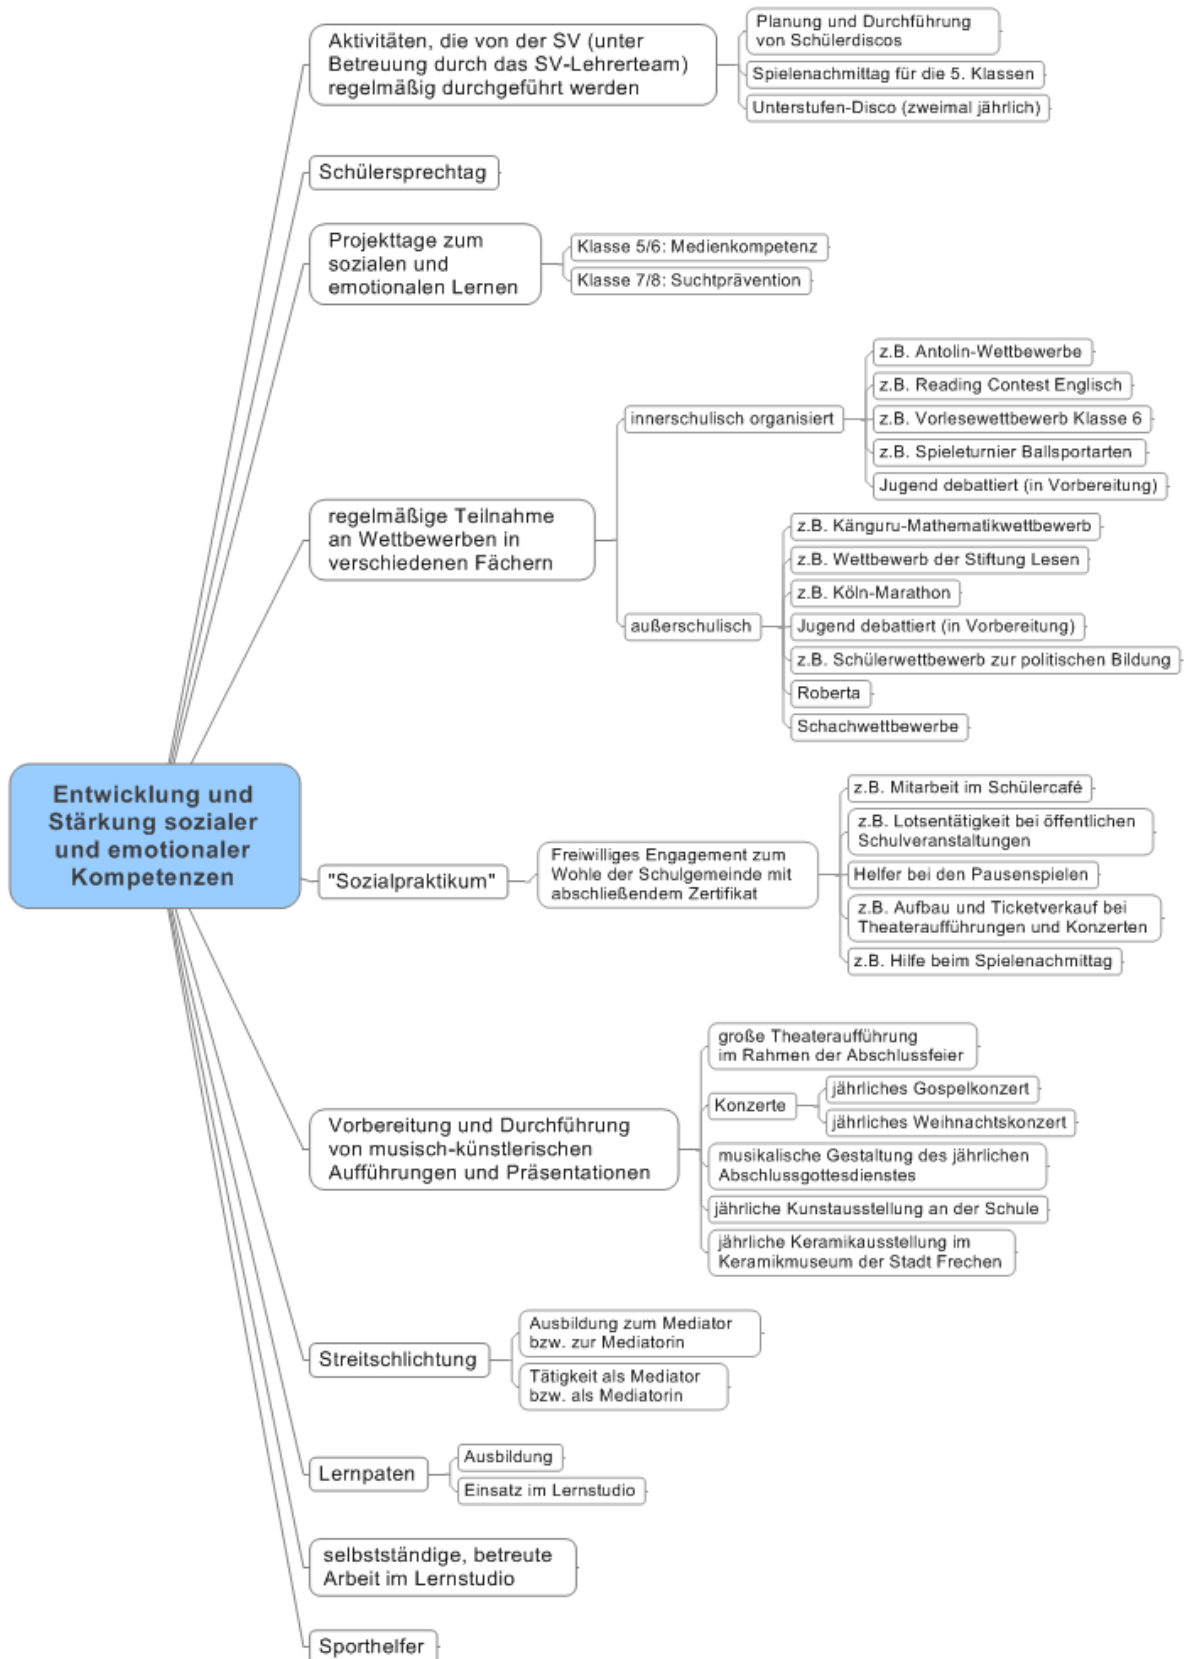 Aktivitäten, die von der SV (unter
Betreuung durch das SV-Lehrerteam)
regelmäßig durchgeführt werden
Planung und Durchführung
von Schülerdiscos
Spielenachmittag für die 5. Klassen
Unterstufen-Disco (zweimal jährlich)
Schülersprechtag
Projekttage zum
sozialen und
emotionalen Lernen
Klasse 5/6: Medienkompetenz
Klasse 7/8: Suchtprävention
regelmäßige Teilnahme
an Wettbewerben in
verschiedenen Fächern
innerschulisch organisiert
z.B. Antolin-Wettbewerbe
z.B. Reading Contest Englisch
z.B. Vorlesewettbewerb Klasse 6
z.B. Spieleturnier Ballsportarten
Jugend debattiert (in Vorbereitung)
außerschulisch
z.B. Känguru-Mathematikwettbewerb
z.B. Wettbewerb der Stiftung Lesen
z.B. Köln-Marathon
Jugend debattiert (in Vorbereitung)
z.B. Schülerwettbewerb zur politischen Bildung
Roberta
Schachwettbewerbe
Entwicklung und
Stärkung sozialer
und emotionaler
Kompetenzen
"Sozialpraktikum"
Freiwilliges Engagement zum
Wohle der Schulgemeinde mit
abschließendem Zertifikat
z.B. Mitarbeit im Schülercafé
z.B. Lotsentätigkeit bei öffentlichen
Schulveranstaltungen
Helfer bei den Pausenspielen
z.B. Aufbau und Ticketverkauf bei
Theateraufführungen und Konzerten
z.B. Hilfe beim Spielenachmittag
Vorbereitung und Durchführung
von musisch-künstlerischen
Aufführungen und Präsentationen
große Theateraufführung
im Rahmen der Abschlussfeier
Konzerte
jährliches Gospelkonzert
jährliches Weihnachtskonzert
musikalische Gestaltung des jährlichen
Abschlussgottesdienstes
jährliche Kunstausstellung an der Schule
jährliche Keramikausstellung im
Keramikmuseum der Stadt Frechen
Streitschlichtung
Ausbildung zum Mediator
bzw. zur Mediatorin
Tätigkeit als Mediator
bzw. als Mediatorin
Lernpaten
Ausbildung
Einsatz im Lernstudio
selbstständige, betreute
Arbeit im Lernstudio
Sporthelfer